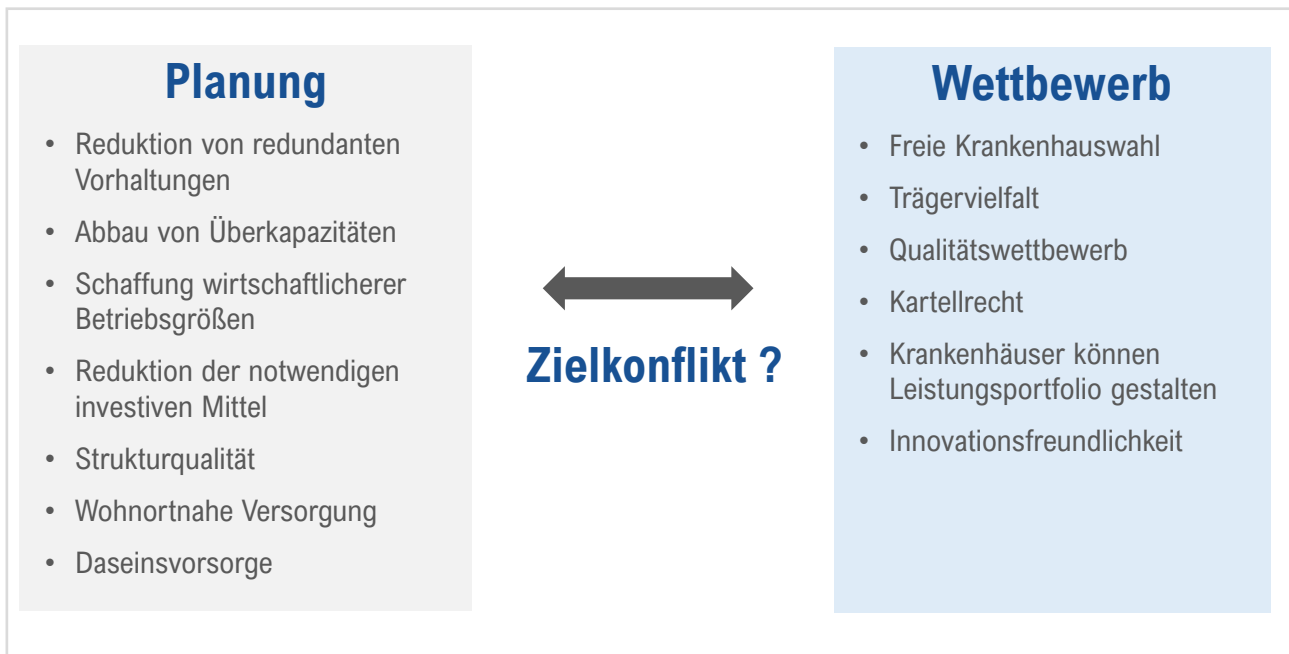 Planung
• Reduktion von redundanten
Vorhaltungen
• Abbau von Überkapazitäten
• Schaffung wirtschaftlicherer
Betriebsgrößen
• Reduktion der notwendigen
investiven Mittel
• Strukturqualität
• Wohnortnahe Versorgung
• Daseinsvorsorge
Zielkonflikt ?
Wettbewerb
• Freie Krankenhauswahl
• Trägervielfalt
• Qualitätswettbewerb
• Kartellrecht
• Krankenhäuser können
Leistungsportfolio gestalten
• Innovationsfreundlichkeit